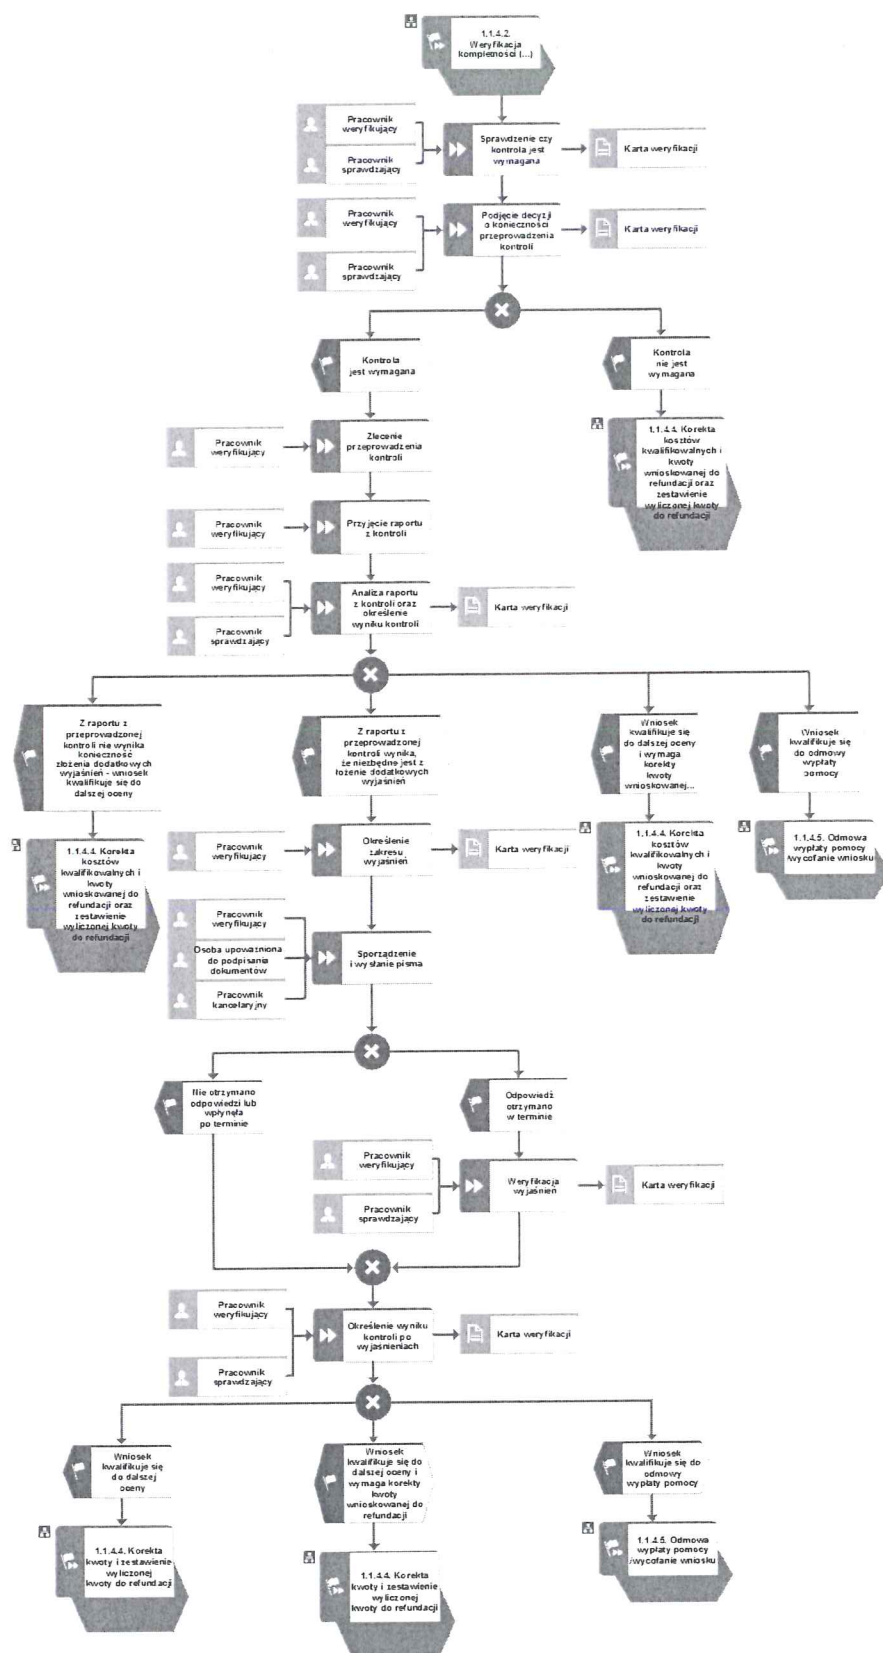 1.1.4.2.
Weryfikacja
kompletności (...)
Pracownik
weryfikujący
Pracownik
sprawdzający
Sprawdzenie czy
kontrola jest
wymagana
Karta weryfikacji
Pracownik
weryfikujący
Pracownik
sprawdzający
Podjęcie decyzji
o konieczności
przeprowadzenia
kontroli
Karta weryfikacji
Kontrola
jest wymagana
Kontrola
nie jest
wymagana
Pracownik
weryfikujący
Zlecenie
przeprowadzenia
kontroli
1.1.4.4. Korekta
kosztów
kwalifikowalnych i
kwoty
wnioskowanej do
refundacji oraz
zestawienie
wyliczonej kwoty
do refundacji
Pracownik
weryfikujący
Przyjęcie raportu
z kontroli
Pracownik
weryfikujący
Pracownik
sprawdzający
Analiza raportu
z kontroli oraz
określenie
wyniku kontroli
Karta weryfikacji
Z raportu z
przeprowadzonej
kontroli nie wynika
konieczność
złożenia dodatkowych
wyjaśnień - wniosek
kwalifikuje się do
dalszej oceny
Z raportu z
przeprowadzonej
kontroli wynika,
że niezbędne jest z
łożenie dodatkowych
wyjaśnień
Wniosek
kwalifikuje się
do dalszej oceny
i wymaga
korekty
kwoty
wnioskowanej...
Wniosek
kwalifikuje się
do odmowy
wypłaty
pomocy
1.1.4.4. Korekta
kosztów
kwalifikowalnych i
kwoty
wnioskowanej do
refundacji oraz
zestawienie
wyliczonej kwoty
do refundacji
Pracownik
weryfikujący
Określenie
zakresu
wyjaśnień
Karta weryfikacji
1.1.4.4. Korekta
kosztów
kwalifikowalnych i
kwoty
wnioskowanej do
refundacji oraz
zestawienie
wyliczonej kwoty
do refundacji
1.1.4.5. Odmowa
wypłaty pomocy
/wycofanie wniosku
Pracownik
weryfikujący
Osoba upoważniona
do podpisania
dokumentów
Pracownik
kancelaryjny
Sporządzenie
i wysłanie pisma
Nie otrzymano
odpowiedzi lub
wpłynęła
po terminie
Odpowiedź
otrzymano
w terminie
Pracownik
weryfikujący
Pracownik
sprawdzający
Weryfikacja
wyjaśnień
Karta weryfikacji
Pracownik
weryfikujący
Pracownik
sprawdzający
Określenie wyniku
kontroli po
wyjaśnieniach
Karta weryfikacji
Wniosek
kwalifikuje się
do dalszej
oceny
Wniosek
kwalifikuje się do
dalszej oceny i
wymaga korekty
kwoty
wnioskowanej do
refundacji
Wniosek
kwalifikuje się do
odmowy
wypłaty pomocy
1.1.4.4. Korekta
kwoty i zestawienie
wyliczonej
kwoty do refundacji
1.1.4.4. Korekta
kwoty i zestawienie
wyliczonej
kwoty do refundacji
1.1.4.5. Odmowa
wypłaty pomocy
/wycofanie wniosku